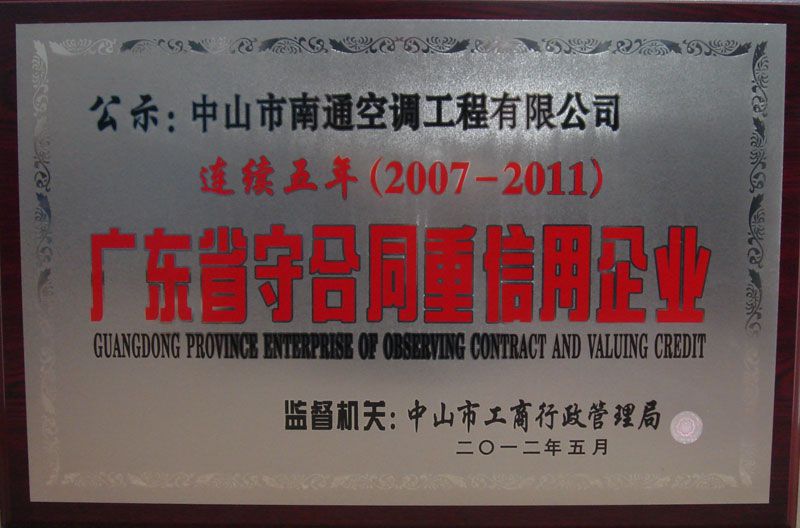 公示：中山市南通空调工程有限公司
连续五年(2007-2011)
广东省守合同重信用企业
GUANGDONG PROVINCE ENTERPRISE OF OBSERVING CONTRACT AND VALUING CREDIT
监督机关：中山市工商行政管理局
二〇一二年五月